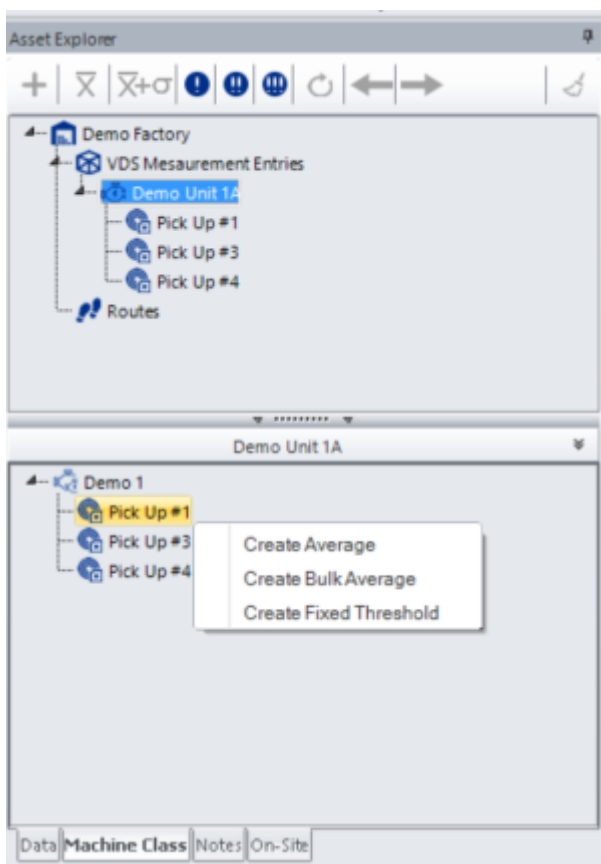 Asset Explorer
X X+σ
Demo Factory
VDS Mesaurement Entries
Demo Unit 1A
Pick Up #1
Pick Up #3
Pick Up #4
Routes
Demo Unit 1A
Demo 1
Pick Up #1
Pick Up #3
Pick Up #4
Create Average
Create Bulk Average
Create Fixed Threshold
Data Machine Class Notes On-Site